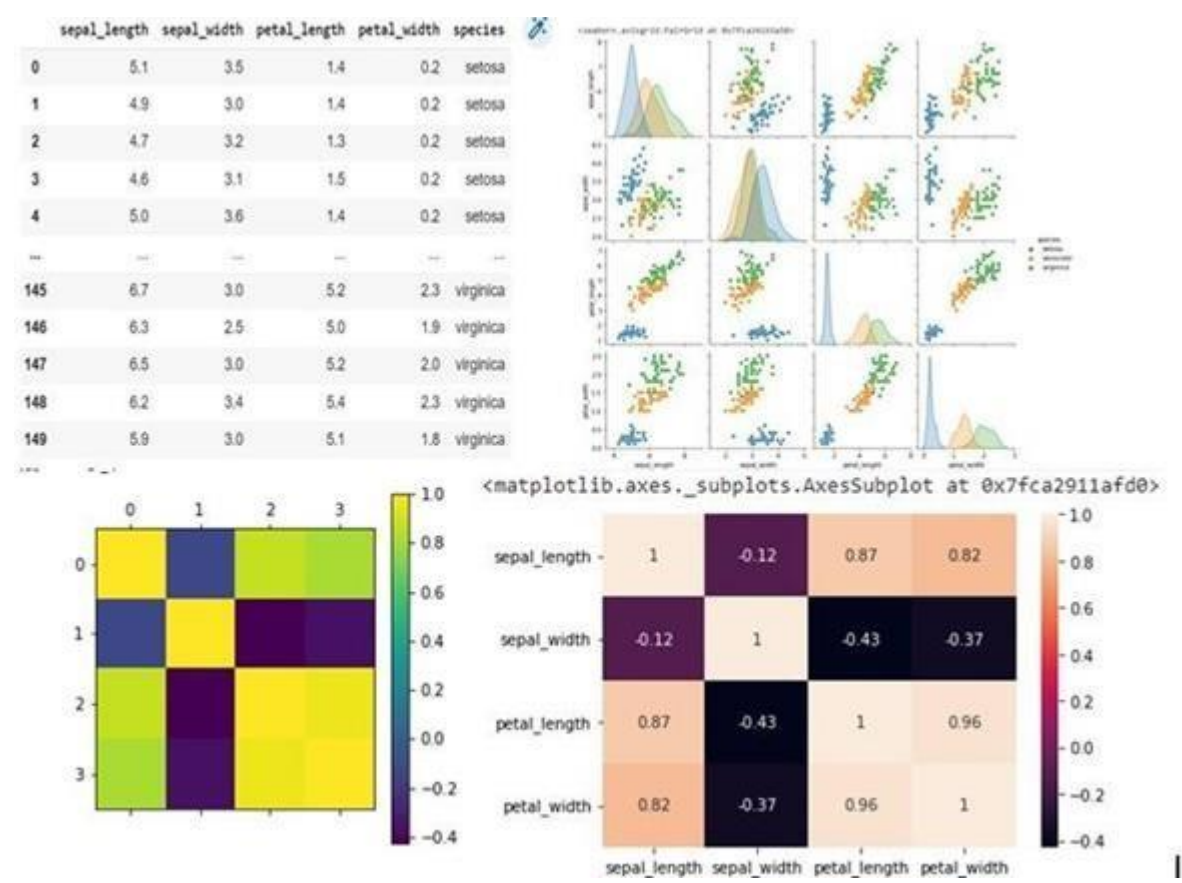 sepal_length sepal_width petal_length petal_width species
0 5.1 3.5 1.4 0.2 setosa
1 4.9 3.0 1.4 0.2 setosa
2 4.7 3.2 1.3 0.2 setosa
3 4.6 3.1 1.5 0.2 setosa
4 5.0 3.6 1.4 0.2 setosa
... ... ... ... ... ...
145 6.7 3.0 5.2 2.3 virginica
146 6.3 2.5 5.0 1.9 virginica
147 6.5 3.0 5.2 2.0 virginica
148 6.2 3.4 5.4 2.3 virginica
149 5.9 3.0 5.1 1.8 virginica
sepal_length sepal_width petal_length petal_width
species
setosa
versicolor
virginica
0 1 2 3
0
1
2
3
1.0
0.8
0.6
0.4
0.2
0.0
−0.2
−0.4
<matplotlib.axes._subplots.AxesSubplot at 0x7fca2911afd0>
sepal_length 1 -0.12 0.87 0.82
sepal_width -0.12 1 -0.43 -0.37
petal_length 0.87 -0.43 1 0.96
petal_width 0.82 -0.37 0.96 1
sepal_length sepal_width petal_length petal_width
1.0
0.8
0.6
0.4
0.2
0.0
−0.2
−0.4